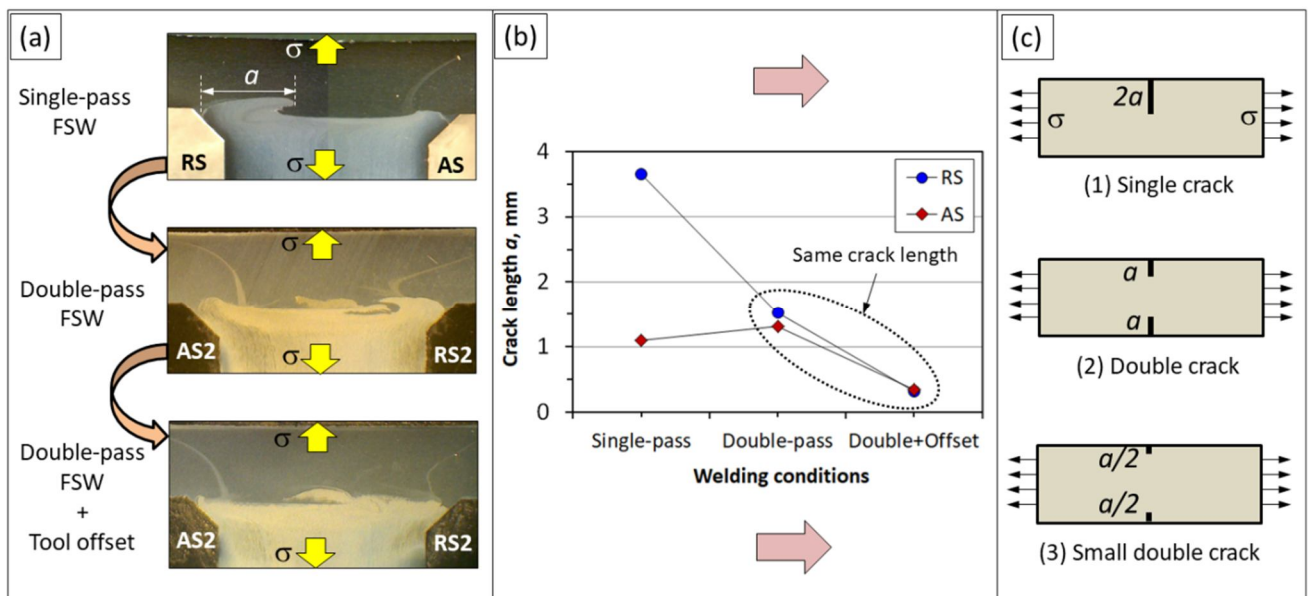 (a)
Single-pass
FSW
σ
a
σ
RS
AS
Double-pass
FSW
σ
σ
AS2
RS2
Double-pass
FSW
+
Tool offset
σ
σ
AS2
RS2
(b)
Crack length a, mm
4
3
2
1
0
RS
AS
Same crack length
Single-pass
Double-pass
Double+Offset
Welding conditions
(c)
2a
σ
σ
(1) Single crack
a
a
(2) Double crack
a/2
a/2
(3) Small double crack